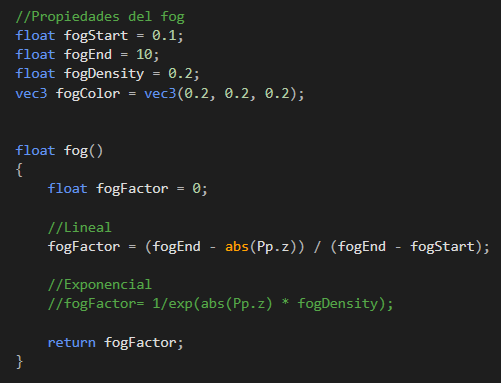 //Propiedades del fog
float fogStart = 0.1;
float fogEnd = 10;
float fogDensity = 0.2;
vec3 fogColor = vec3(0.2, 0.2, 0.2);
float fog()
{
    float fogFactor = 0;
    //Lineal
    fogFactor = (fogEnd - abs(Pp.z)) / (fogEnd - fogStart);
    //Exponencial
    //fogFactor= 1/exp(abs(Pp.z) * fogDensity);
    return fogFactor;
}